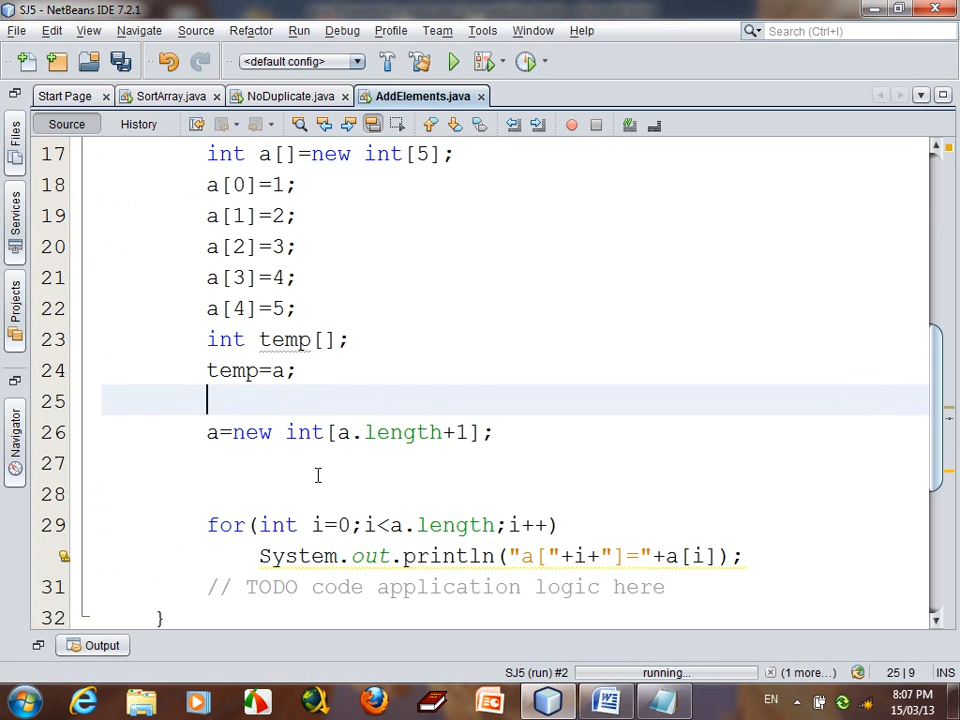 SJ5 - NetBeans IDE 7.2.1
File Edit View Navigate Source Refactor Run Debug Profile Team Tools Window Help
Search (Ctrl+I)
<default config>
Start Page SortArray.java NoDuplicate.java AddElements.java
Source History
Files
Services
Projects
Navigator
17 int a[]=new int[5];
18 a[0]=1;
19 a[1]=2;
20 a[2]=3;
21 a[3]=4;
22 a[4]=5;
23 int temp[];
24 temp=a;
25
26 a=new int[a.length+1];
27
28
29 for(int i=0;i<a.length;i++)
System.out.println("a["+i+"]="+a[i]);
31 // TODO code application logic here
32 }
Output
SJ5 (run) #2 running... (1 more...) 25 | 9 INS
EN 8:07 PM
15/03/13